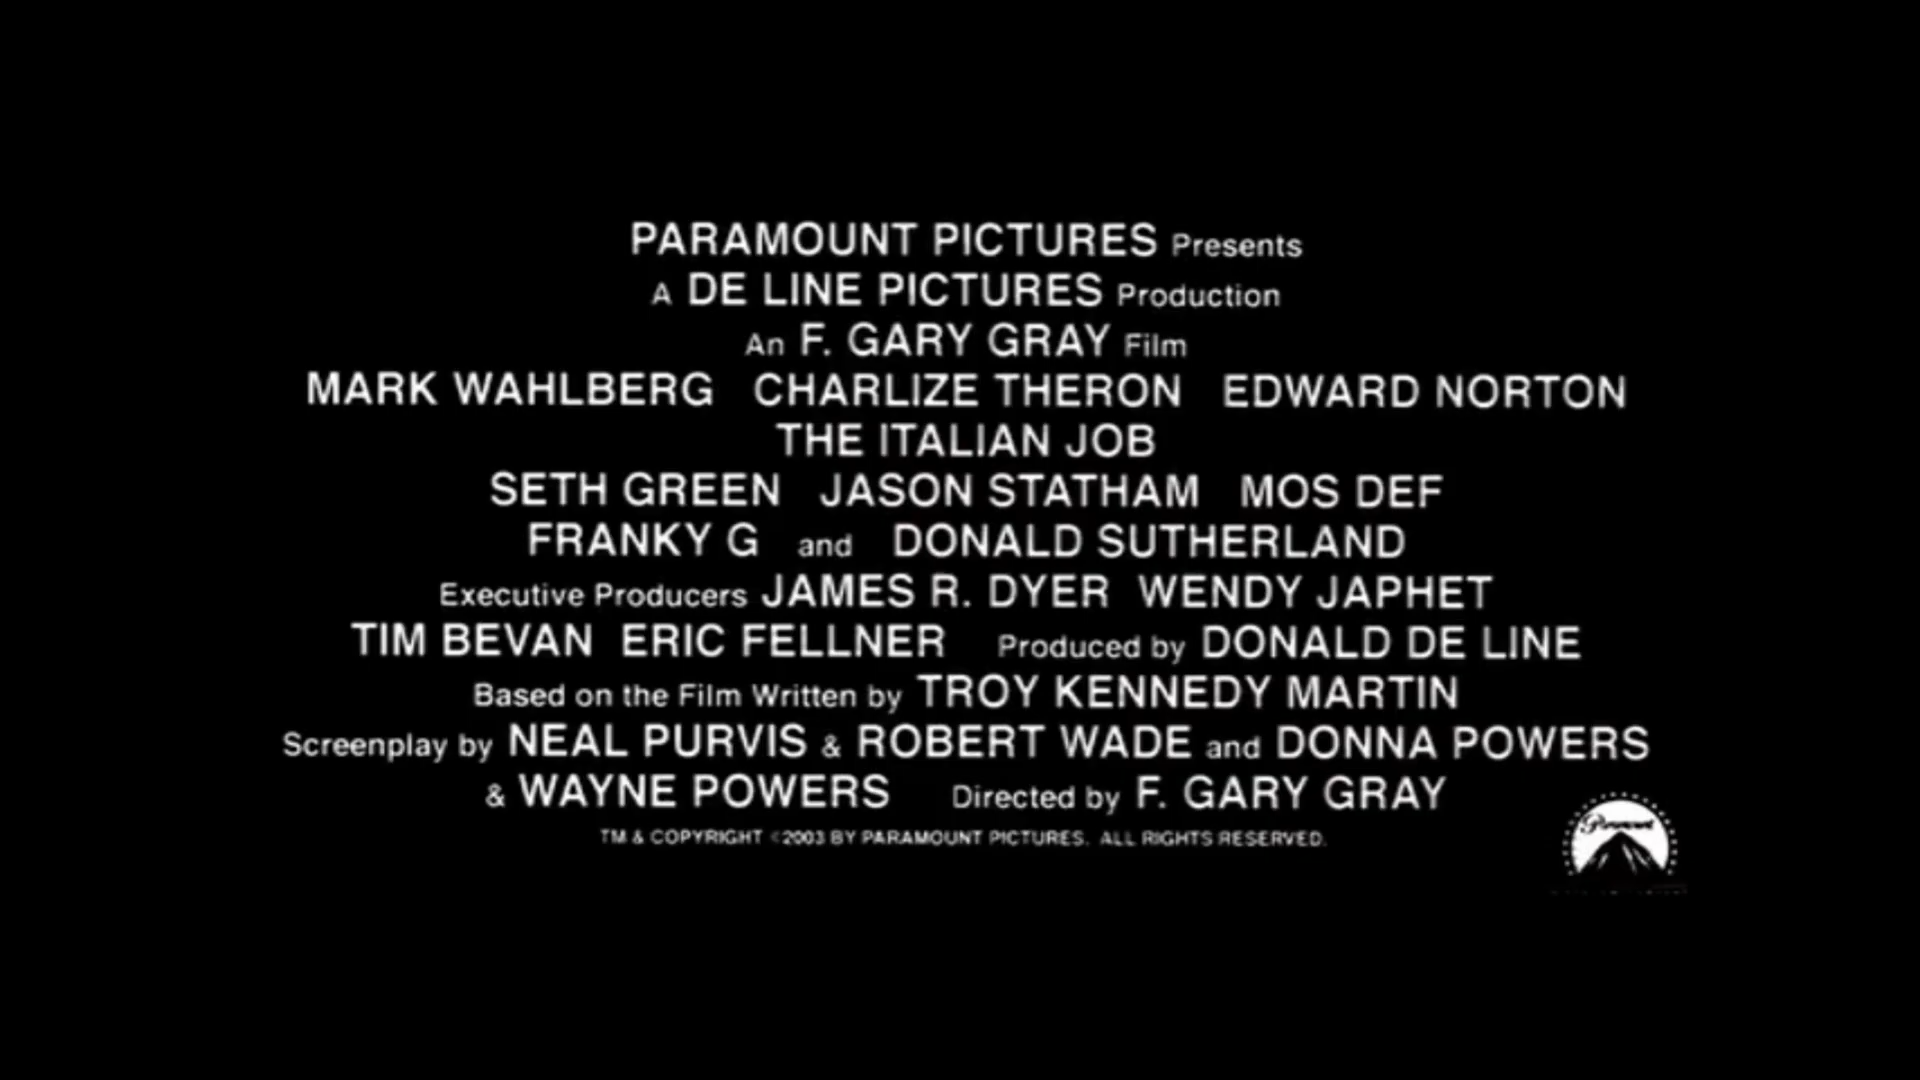 PARAMOUNT PICTURES Presents
A DE LINE PICTURES Production
An F. GARY GRAY Film
MARK WAHLBERG CHARLIZE THERON EDWARD NORTON
THE ITALIAN JOB
SETH GREEN JASON STATHAM MOS DEF
FRANKY G and DONALD SUTHERLAND
Executive Producers JAMES R. DYER WENDY JAPHET
TIM BEVAN ERIC FELLNER Produced by DONALD DE LINE
Based on the Film Written by TROY KENNEDY MARTIN
Screenplay by NEAL PURVIS & ROBERT WADE and DONNA POWERS
& WAYNE POWERS Directed by F. GARY GRAY
TM & COPYRIGHT ©2003 BY PARAMOUNT PICTURES. ALL RIGHTS RESERVED.
Paramount